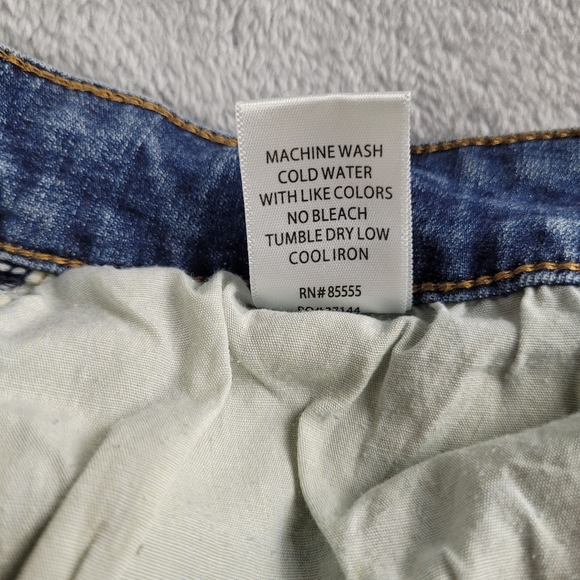 MACHINE WASH
COLD WATER
WITH LIKE COLORS
NO BLEACH
TUMBLE DRY LOW
COOL IRON
RN# 85555